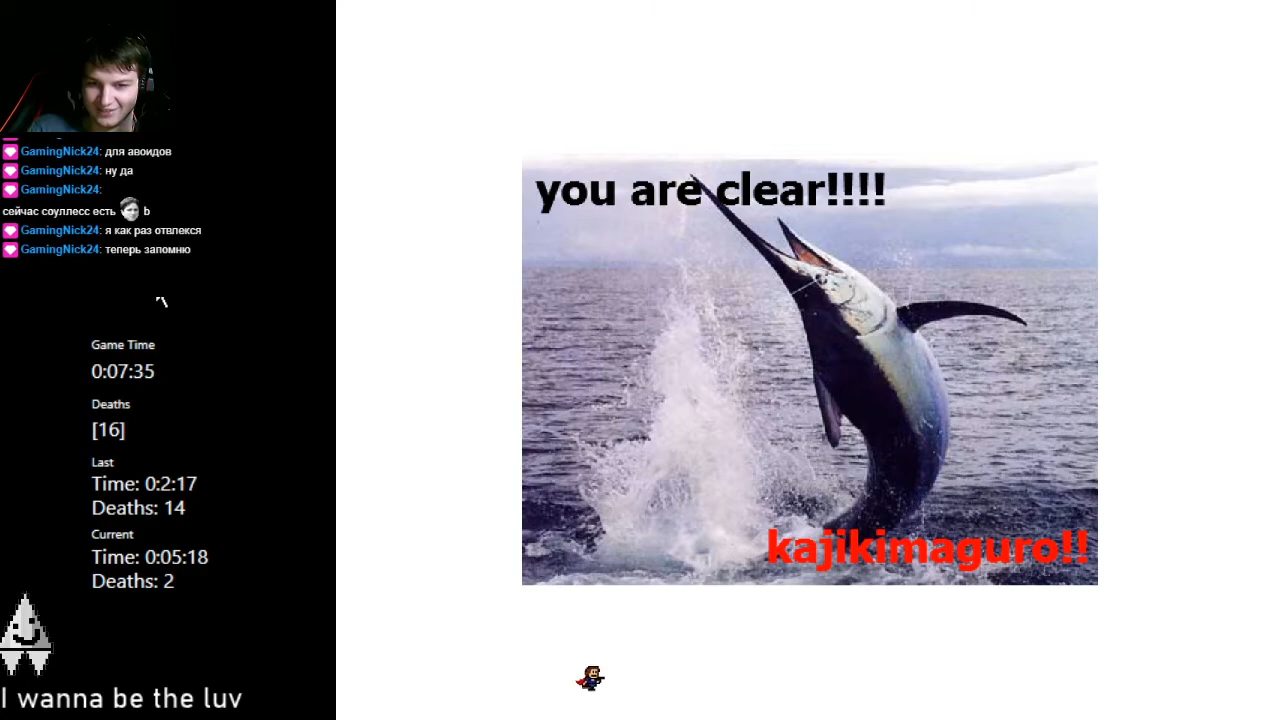 GamingNick24: для авоидов
GamingNick24: ну да
GamingNick24:
сейчас соуллесс есть b
GamingNick24: я как раз отвлекся
GamingNick24: теперь запомню
Game Time
0:07:35
Deaths
[16]
Last
Time: 0:2:17
Deaths: 14
Current
Time: 0:05:18
Deaths: 2
I wanna be the luv
you are clear!!!!
kajikimaguro!!